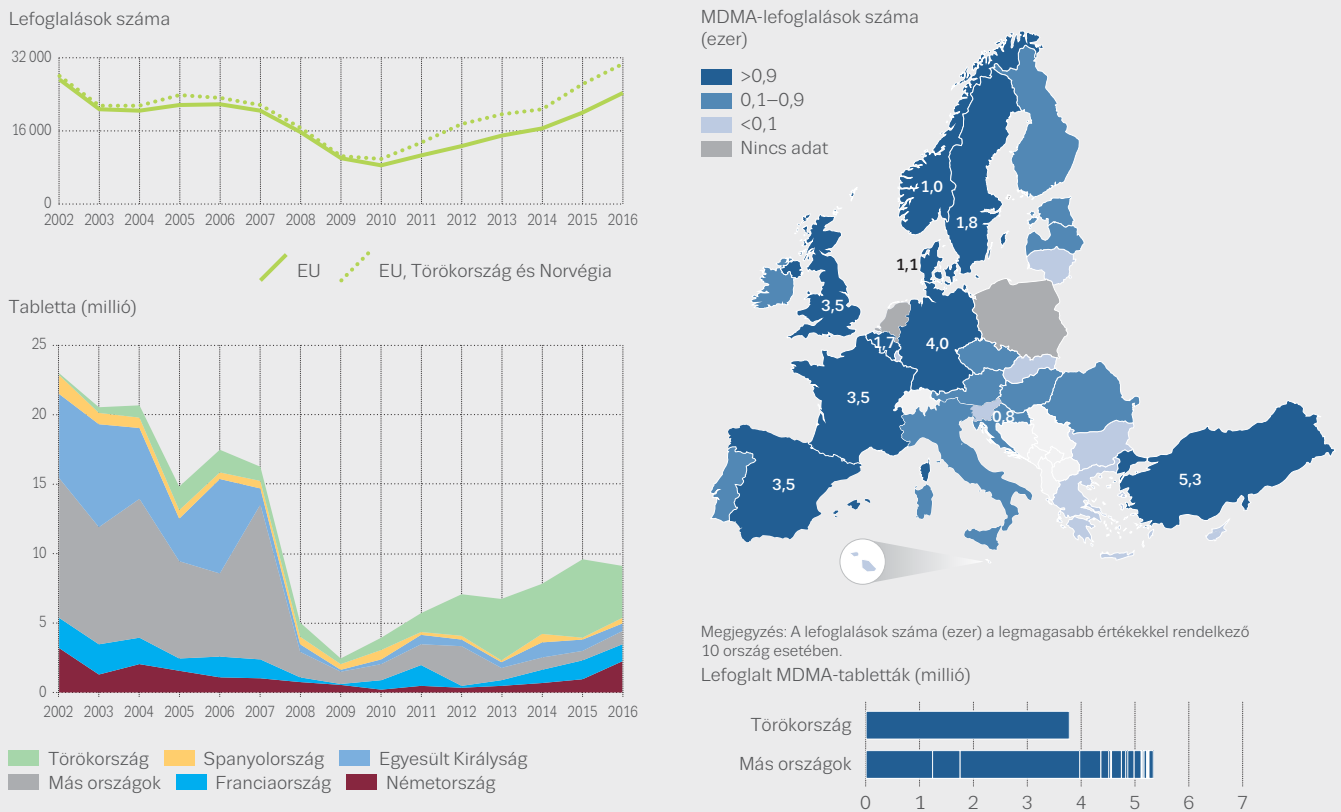 Lefoglalások száma
32 000
16 000
0
2002 2003 2004 2005 2006 2007 2008 2009 2010 2011 2012 2013 2014 2015 2016
EU EU, Törökország és Norvégia
Tabletta (millió)
25
20
15
10
5
0
2002 2003 2004 2005 2006 2007 2008 2009 2010 2011 2012 2013 2014 2015 2016
Törökország Spanyolország Egyesült Királyság
Más országok Franciaország Németország
MDMA-lefoglalások száma
(ezer)
>0,9
0,1–0,9
<0,1
Nincs adat
1,0
1,8
1,1
3,5
1,7
4,0
3,5
0,8
3,5
5,3
Megjegyzés: A lefoglalások száma (ezer) a legmagasabb értékekkel rendelkező
10 ország esetében.
Lefoglalt MDMA-tabletták (millió)
Törökország
Más országok
0 1 2 3 4 5 6 7